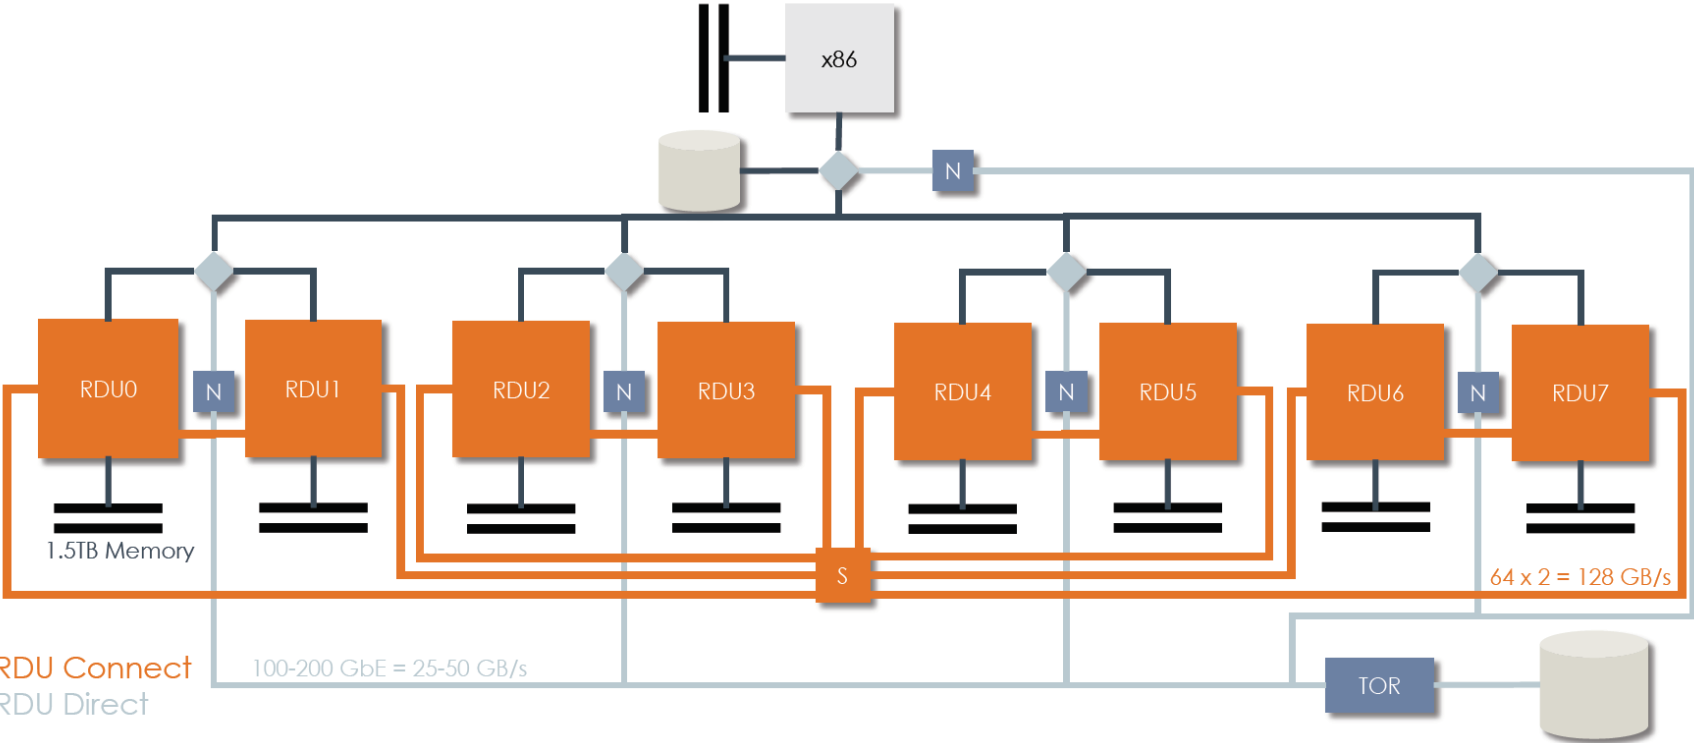 x86
N
RDU0
N
RDU1
RDU2
N
RDU3
RDU4
N
RDU5
RDU6
N
RDU7
1.5TB Memory
S
64 x 2 = 128 GB/s
RDU Connect
100-200 GbE = 25-50 GB/s
RDU Direct
TOR